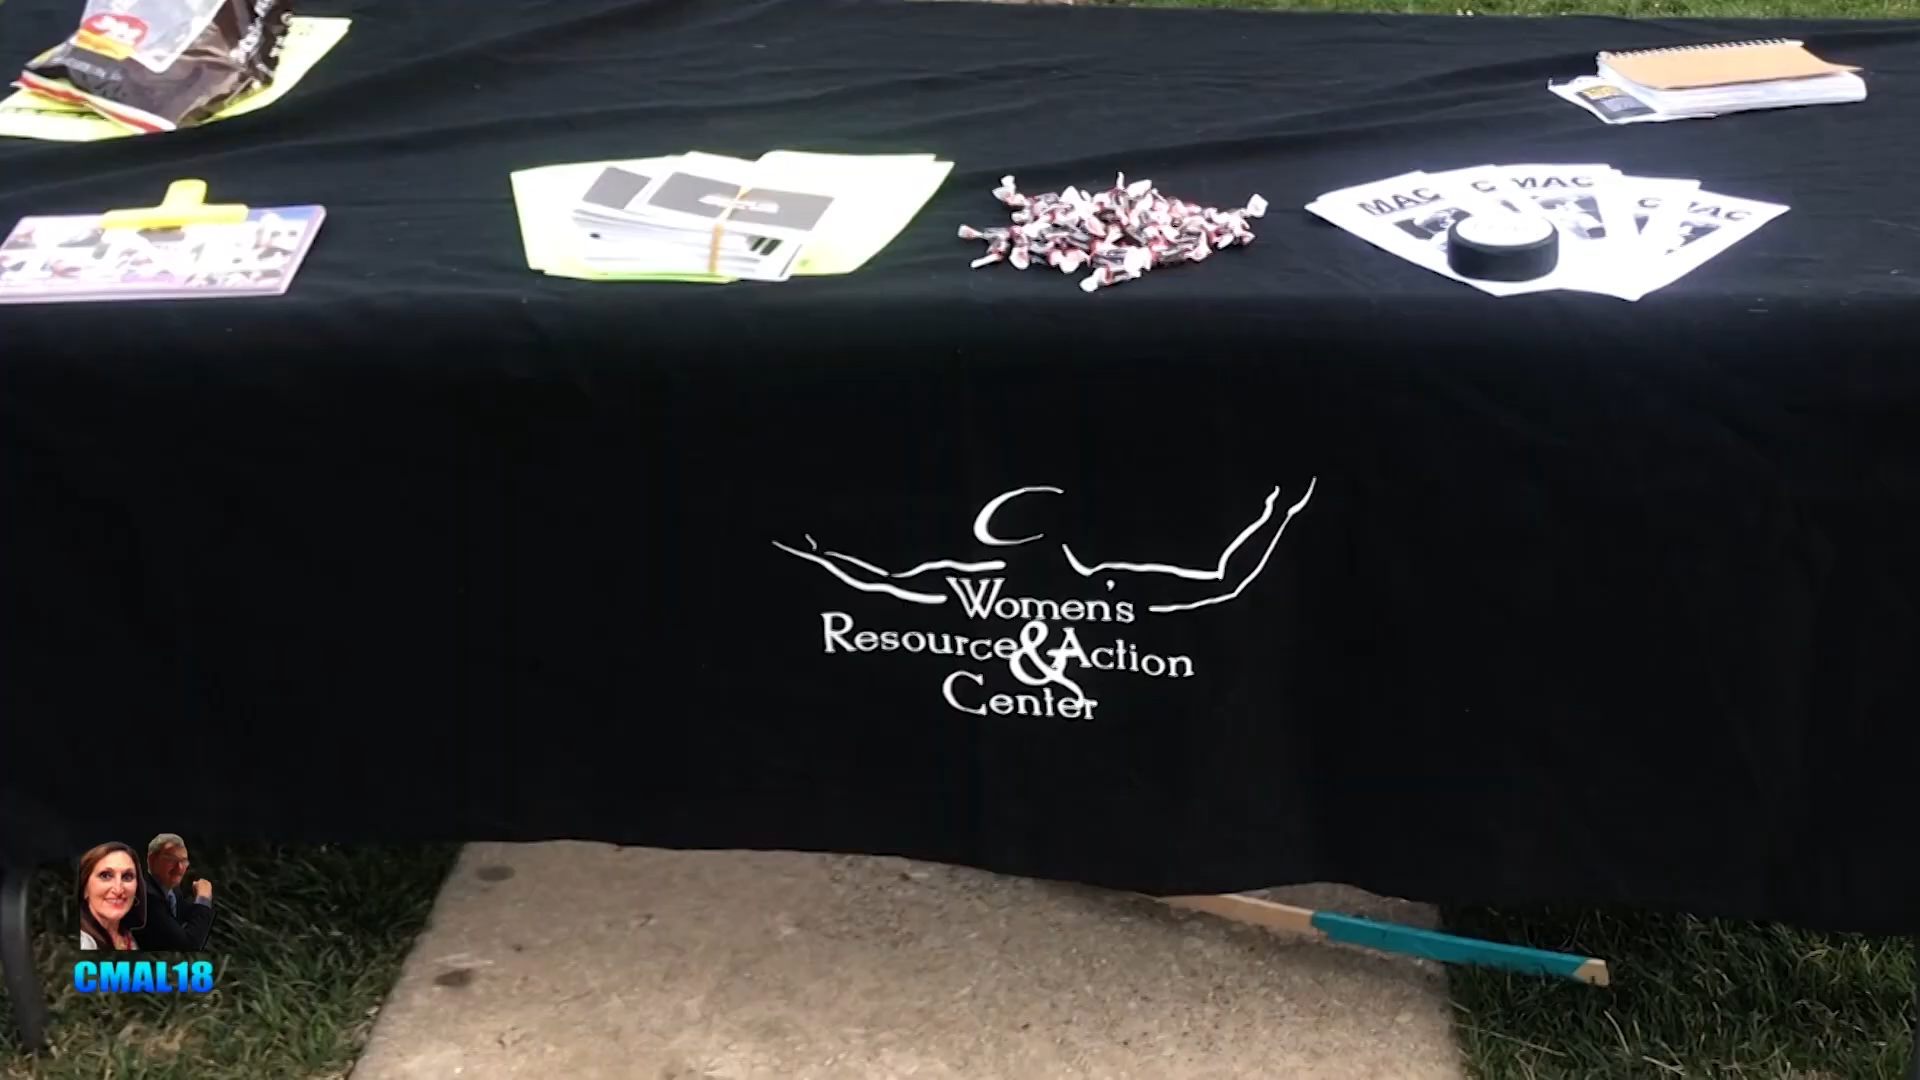 MAC
C MAC
C MAC
Women's
Resource & Action
Center
CMAL18